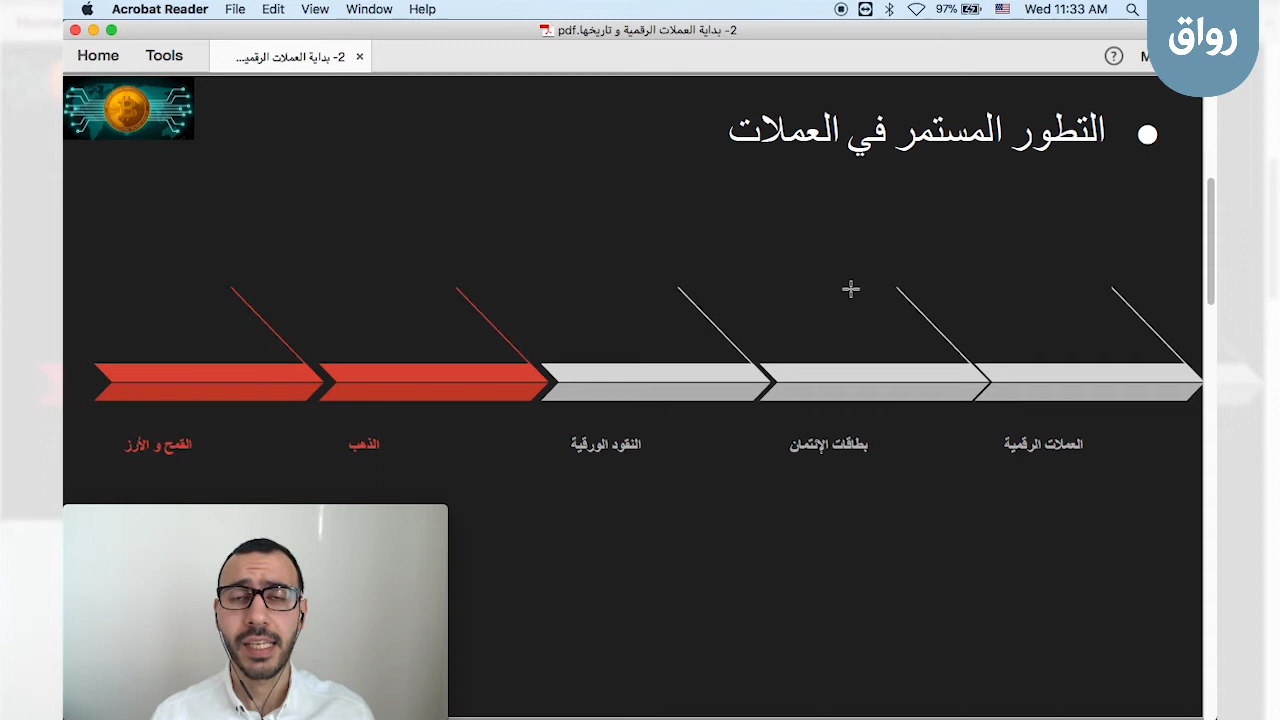 Acrobat Reader File Edit View Window Help 97% Wed 11:33 AM
رواق
2- بداية العملات الرقمية و تاريخها.pdf
Home Tools 2- بداية العملات الرقميـ...
التطور المستمر في العملات
القمح و الأرز
الذهب
النقود الورقية
بطاقات الإئتمان
العملات الرقمية